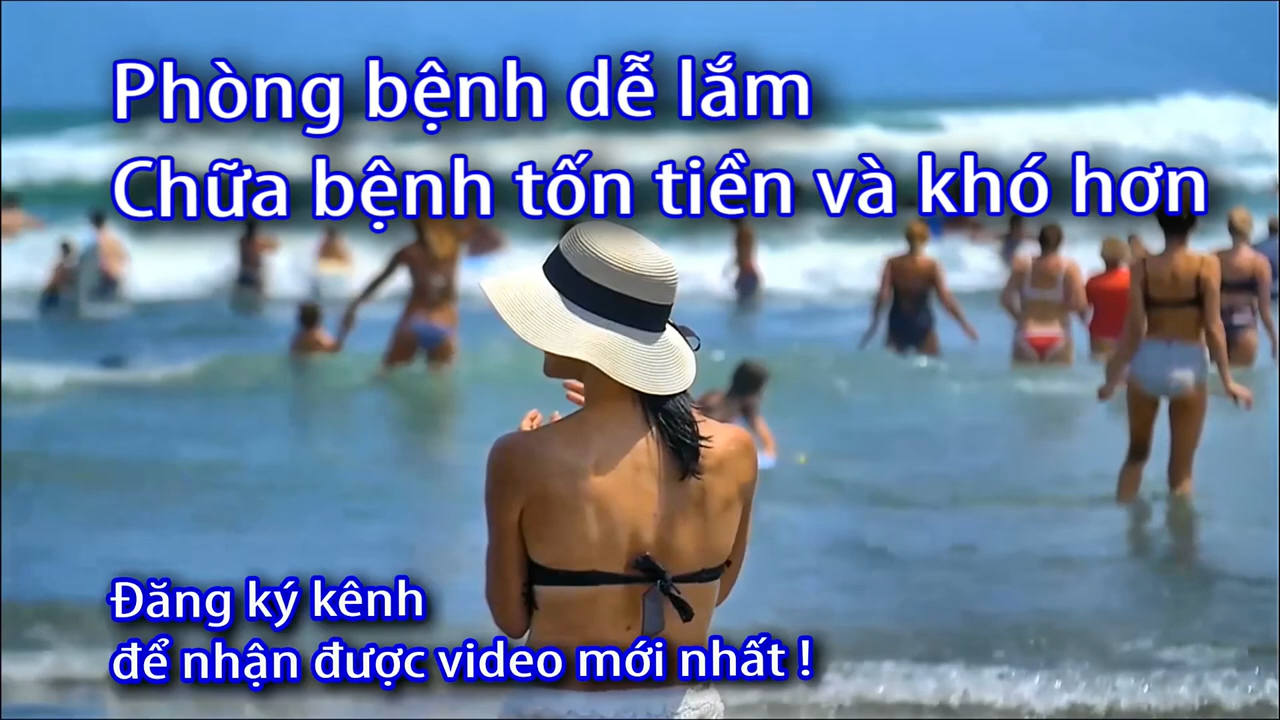 Phòng bệnh dễ lắm
Chữa bệnh tốn tiền và khó hơn
Đăng ký kênh
để nhận được video mới nhất !